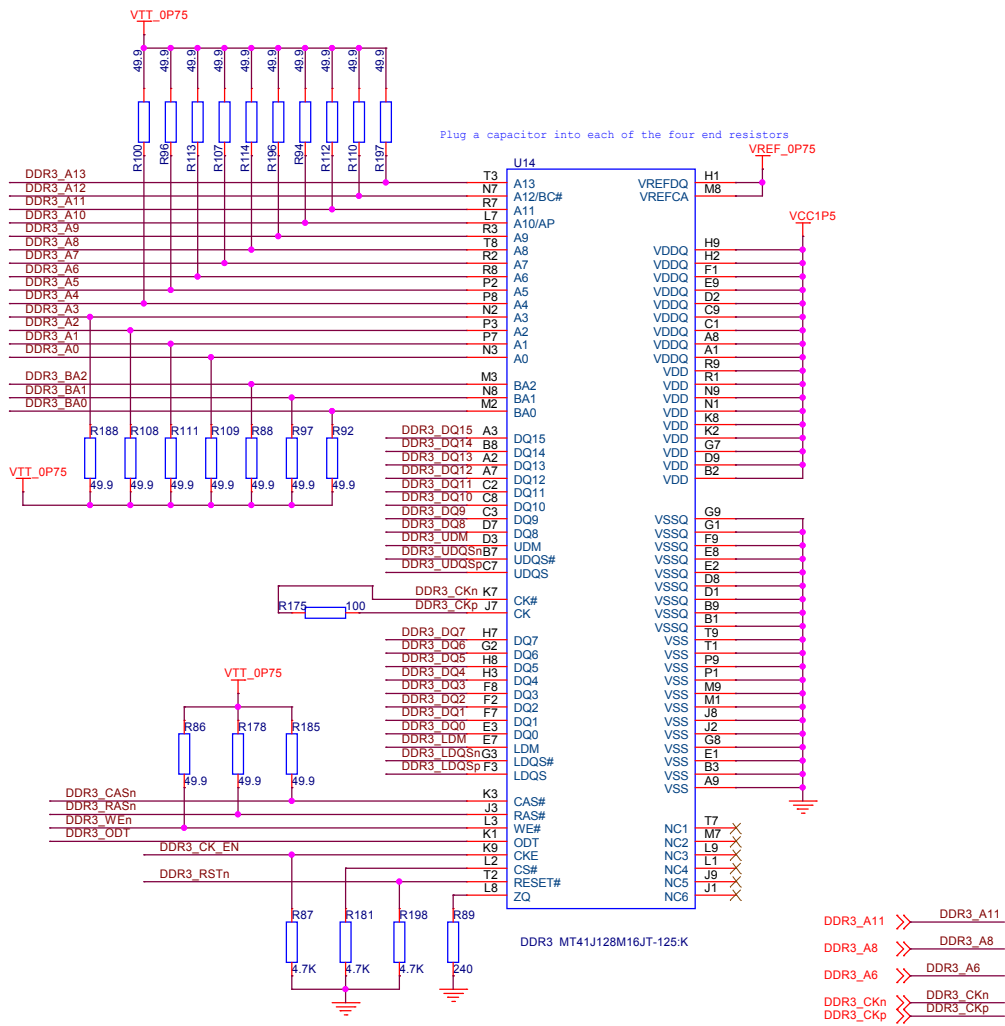 VTT_0P75
49.9 49.9 49.9 49.9 49.9 49.9 49.9 49.9 49.9 49.9
R100 R96 R113 R107 R114 R196 R94 R112 R110 R197
Plug a capacitor into each of the four end resistors
VREF_0P75
U14
DDR3_A13 T3 A13 VREFDQ H1
DDR3_A12 N7 A12/BC# VREFCA M8
DDR3_A11 R7 A11
VCC1P5
DDR3_A10 L7 A10/AP
DDR3_A9 R3 A9
DDR3_A8 T8 A8 VDDQ H9
DDR3_A7 R2 A7 VDDQ H2
DDR3_A6 R8 A6 VDDQ F1
DDR3_A5 P2 A5 VDDQ E9
DDR3_A4 P8 A4 VDDQ D2
DDR3_A3 N2 A3 VDDQ C9
DDR3_A2 P3 A2 VDDQ C1
DDR3_A1 P7 A1 VDDQ A8
DDR3_A0 N3 A0 VDDQ A1
VDD R9
DDR3_BA2 M3 BA2 VDD R1
DDR3_BA1 N8 BA1 VDD N9
DDR3_BA0 M2 BA0 VDD N1
VDD K8
R188 R108 R111 R109 R88 R97 R92
DDR3_DQ15 A3 DQ15 VDD K2
DDR3_DQ14 B8 DQ14 VDD G7
DDR3_DQ13 A2 DQ13 VDD D9
VTT_0P75
DDR3_DQ12 A7 DQ12 VDD B2
49.9 49.9 49.9 49.9 49.9 49.9 49.9
DDR3_DQ11 C2 DQ11
DDR3_DQ10 C8 DQ10
DDR3_DQ9 C3 DQ9 VSSQ G9
DDR3_DQ8 D7 DQ8 VSSQ G1
DDR3_UDM D3 UDM VSSQ F9
DDR3_UDQSn B7 UDQS# VSSQ E8
DDR3_UDQSp C7 UDQS VSSQ E2
VSSQ D8
DDR3_CKn K7 CK# VSSQ D1
R175 100 DDR3_CKp J7 CK VSSQ B9
VSSQ B1
DDR3_DQ7 H7 DQ7 VSS T9
DDR3_DQ6 G2 DQ6 VSS T1
DDR3_DQ5 H8 DQ5 VSS P9
DDR3_DQ4 H3 DQ4 VSS P1
VTT_0P75
DDR3_DQ3 F8 DQ3 VSS M9
DDR3_DQ2 F2 DQ2 VSS M1
DDR3_DQ1 F7 DQ1 VSS J8
R86 R178 R185
DDR3_DQ0 E3 DQ0 VSS J2
DDR3_LDM E7 LDM VSS G8
DDR3_LDQSn G3 LDQS# VSS E1
DDR3_LDQSp F3 LDQS VSS B3
49.9 49.9 49.9
VSS A9
DDR3_CASn K3 CAS#
DDR3_RASn J3 RAS#
DDR3_WEn L3 WE# NC1 T7
DDR3_ODT K1 ODT NC2 M7
DDR3_CK_EN K9 CKE NC3 L9
L2 CS# NC4 L1
DDR3_RSTn T2 RESET# NC5 J9
L8 ZQ NC6 J1
R87 R181 R198 R89
4.7K 4.7K 4.7K 240
DDR3 MT41J128M16JT-125:K
DDR3_A11 DDR3_A11
DDR3_A8 DDR3_A8
DDR3_A6 DDR3_A6
DDR3_CKn DDR3_CKn
DDR3_CKp DDR3_CKp